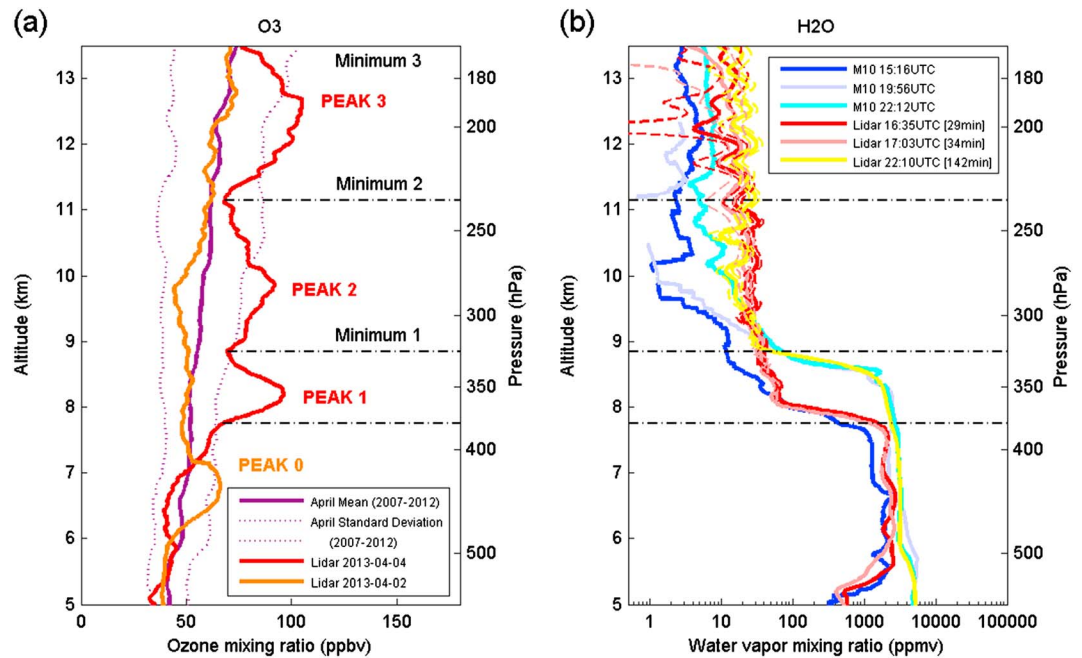 (a)
O3
13
12
11
10
9
8
7
6
5
Altitude (km)
0
50
100
150
Ozone mixing ratio (ppbv)
180
200
250
300
350
400
500
Pressure (hPa)
Minimum 3
PEAK 3
Minimum 2
PEAK 2
Minimum 1
PEAK 1
PEAK 0
April Mean (2007-2012)
April Standard Deviation
(2007-2012)
Lidar 2013-04-04
Lidar 2013-04-02
(b)
H2O
13
12
11
10
9
8
7
6
5
Altitude (km)
1
10
100
1000
10000
100000
Water vapor mixing ratio (ppmv)
180
200
250
300
350
400
500
Pressure (hPa)
M10 15:16UTC
M10 19:56UTC
M10 22:12UTC
Lidar 16:35UTC [29min]
Lidar 17:03UTC [34min]
Lidar 22:10UTC [142min]